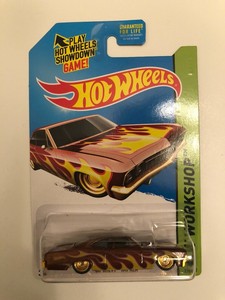 PLAY
HOT WHEELS
SHOWDOWN
GAME!
GUARANTEED
FOR LIFE
HOT WHEELS
WORKSHOP